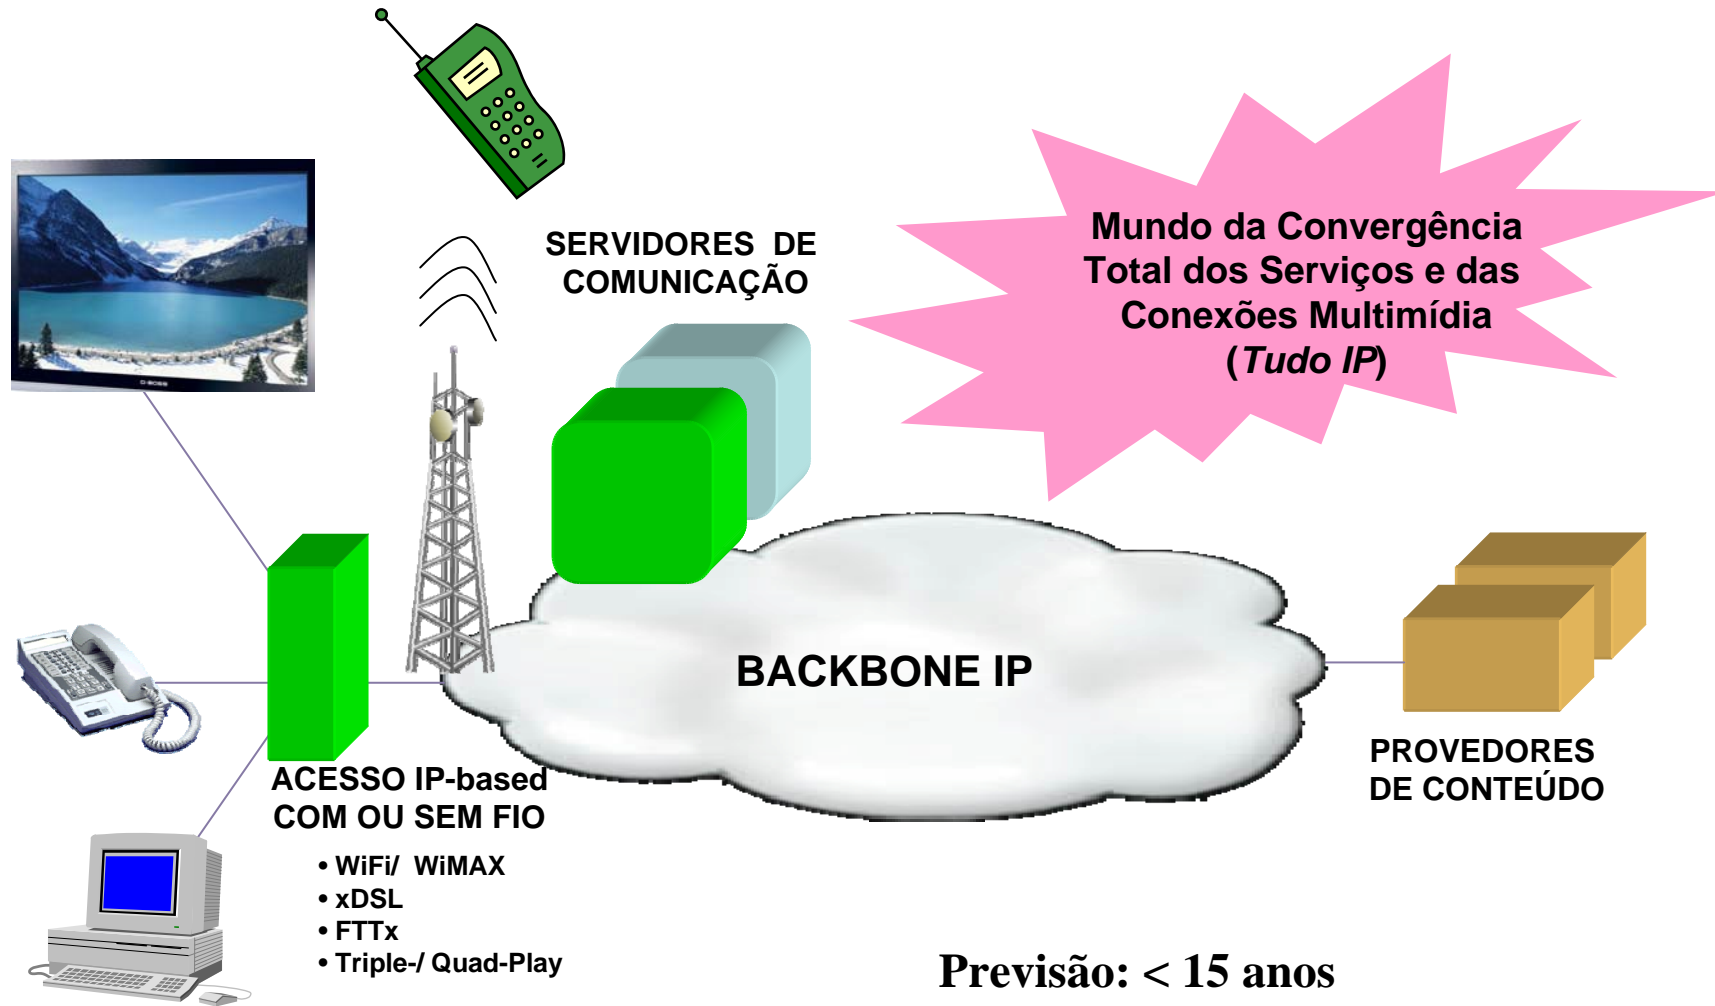 SERVIDORES DE
COMUNICAÇÃO
Mundo da Convergência
Total dos Serviços e das
Conexões Multimídia
(Tudo IP)
BACKBONE IP
PROVEDORES
DE CONTEÚDO
ACESSO IP-based
COM OU SEM FIO
• WiFi/ WiMAX
• xDSL
• FTTx
• Triple-/ Quad-Play
Previsão: < 15 anos